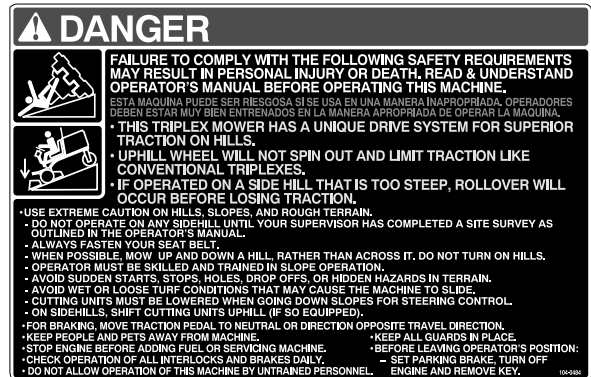 DANGER
FAILURE TO COMPLY WITH THE FOLLOWING SAFETY REQUIREMENTS
MAY RESULT IN PERSONAL INJURY OR DEATH. READ & UNDERSTAND
OPERATOR'S MANUAL BEFORE OPERATING THIS MACHINE.
ESTA MAQUINA PUEDE SER RIESGOSA SI SE USA EN UNA MANERA INAPROPRIADA. OPERADORES
DEBEN ESTAR MUY BIEN ENTRENADOS EN LA MANERA APROPRIADA DE OPERAR LA MAQUINA.
• THIS TRIPLEX MOWER HAS A UNIQUE DRIVE SYSTEM FOR SUPERIOR
TRACTION ON HILLS.
• UPHILL WHEEL WILL NOT SPIN OUT AND LIMIT TRACTION LIKE
CONVENTIONAL TRIPLEXES.
• IF OPERATED ON A SIDE HILL THAT IS TOO STEEP, ROLLOVER WILL
OCCUR BEFORE LOSING TRACTION.
• USE EXTREME CAUTION ON HILLS, SLOPES, AND ROUGH TERRAIN.
- DO NOT OPERATE ON ANY SIDEHILL UNTIL YOUR SUPERVISOR HAS COMPLETED A SITE SURVEY AS
OUTLINED IN THE OPERATOR'S MANUAL.
- ALWAYS FASTEN YOUR SEAT BELT.
- WHEN POSSIBLE, MOW UP AND DOWN A HILL, RATHER THAN ACROSS IT. DO NOT TURN ON HILLS.
- OPERATOR MUST BE SKILLED AND TRAINED IN SLOPE OPERATION.
- AVOID SUDDEN STARTS, STOPS, HOLES, DROP OFFS, OR HIDDEN HAZARDS IN TERRAIN.
- AVOID WET OR LOOSE TURF CONDITIONS THAT MAY CAUSE THE MACHINE TO SLIDE.
- CUTTING UNITS MUST BE LOWERED WHEN GOING DOWN SLOPES FOR STEERING CONTROL.
- ON SIDEHILLS, SHIFT CUTTING UNITS UPHILL (IF SO EQUIPPED).
• FOR BRAKING, MOVE TRACTION PEDAL TO NEUTRAL OR DIRECTION OPPOSITE TRAVEL DIRECTION.
• KEEP PEOPLE AND PETS AWAY FROM MACHINE.
• STOP ENGINE BEFORE ADDING FUEL OR SERVICING MACHINE.
• CHECK OPERATION OF ALL INTERLOCKS AND BRAKES DAILY.
• DO NOT ALLOW OPERATION OF THIS MACHINE BY UNTRAINED PERSONNEL.
• KEEP ALL GUARDS IN PLACE.
• BEFORE LEAVING OPERATOR'S POSITION:
– SET PARKING BRAKE, TURN OFF
ENGINE AND REMOVE KEY.
104-0484